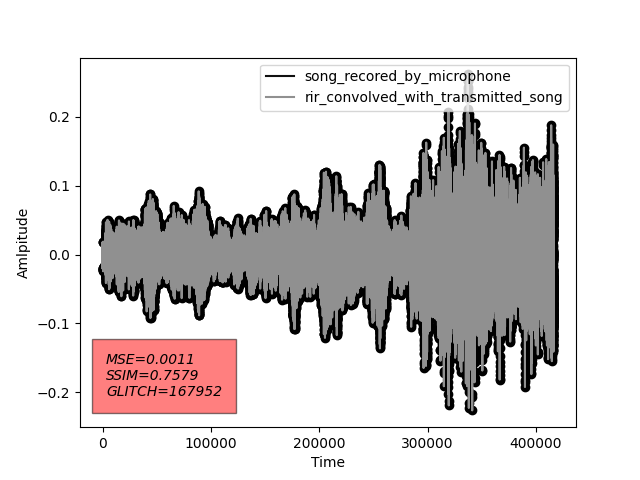 song_recored_by_microphone
rir_convolved_with_transmitted_song
0.2
0.1
0.0
−0.1
−0.2
Amlpitude
MSE=0.0011
SSIM=0.7579
GLITCH=167952
0 100000 200000 300000 400000
Time